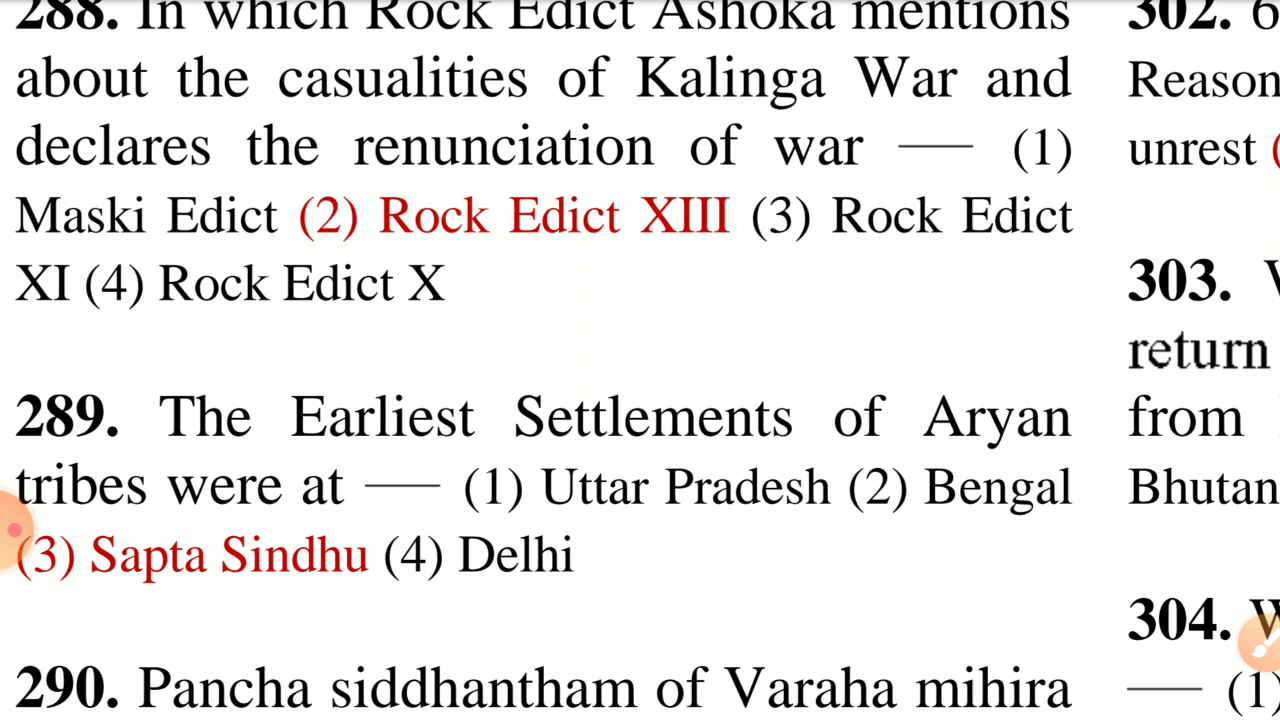 288. In which Rock Edict Ashoka mentions
about the casualities of Kalinga War and
declares the renunciation of war — (1)
Maski Edict (2) Rock Edict XIII (3) Rock Edict
XI (4) Rock Edict X
289. The Earliest Settlements of Aryan
tribes were at — (1) Uttar Pradesh (2) Bengal
(3) Sapta Sindhu (4) Delhi
290. Pancha siddhantham of Varaha mihira
302. 6
Reason
unrest (
303.
return
from
Bhutan
304. W
— (1)